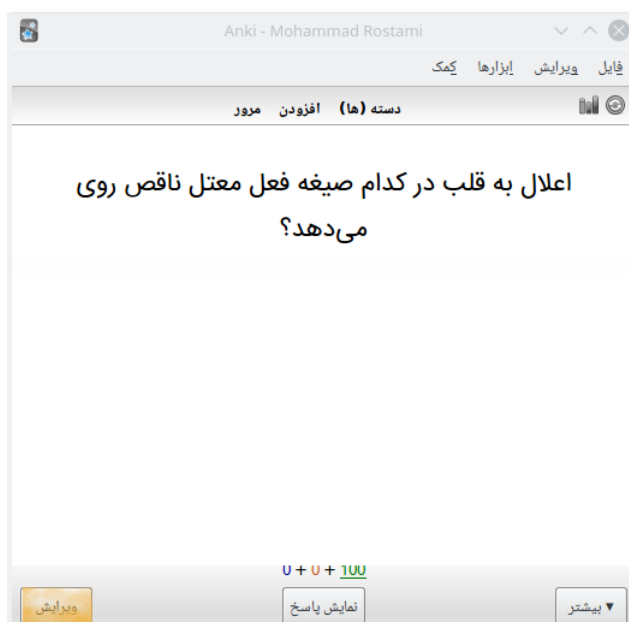 Anki - Mohammad Rostami
فایل ویرایش ابزارها کمک
دسته (ها) افزودن مرور
اعلال به قلب در کدام صیغه فعل معتل ناقص روی
می‌دهد؟
0 + 0 + 100
▼ بیشتر نمایش پاسخ ویرایش